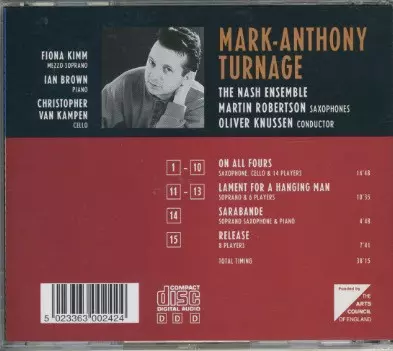 FIONA KIMM
MEZZO-SOPRANO
IAN BROWN
PIANO
CHRISTOPHER
VAN KAMPEN
CELLO
MARK-ANTHONY
TURNAGE
THE NASH ENSEMBLE
MARTIN ROBERTSON SAXOPHONES
OLIVER KNUSSEN CONDUCTOR
1 - 10 ON ALL FOURS
SAXOPHONE, CELLO & 14 PLAYERS 14'48
11 - 13 LAMENT FOR A HANGING MAN
SOPRANO & 6 PLAYERS 10'35
14 SARABANDE
SOPRANO SAXOPHONE & PIANO 4'48
15 RELEASE
8 PLAYERS 7'41
TOTAL TIMING 38'15
5 023363 002424
COMPACT
disc
DIGITAL AUDIO
D D D
Funded by
THE
ARTS
COUNCIL
OF ENGLAND